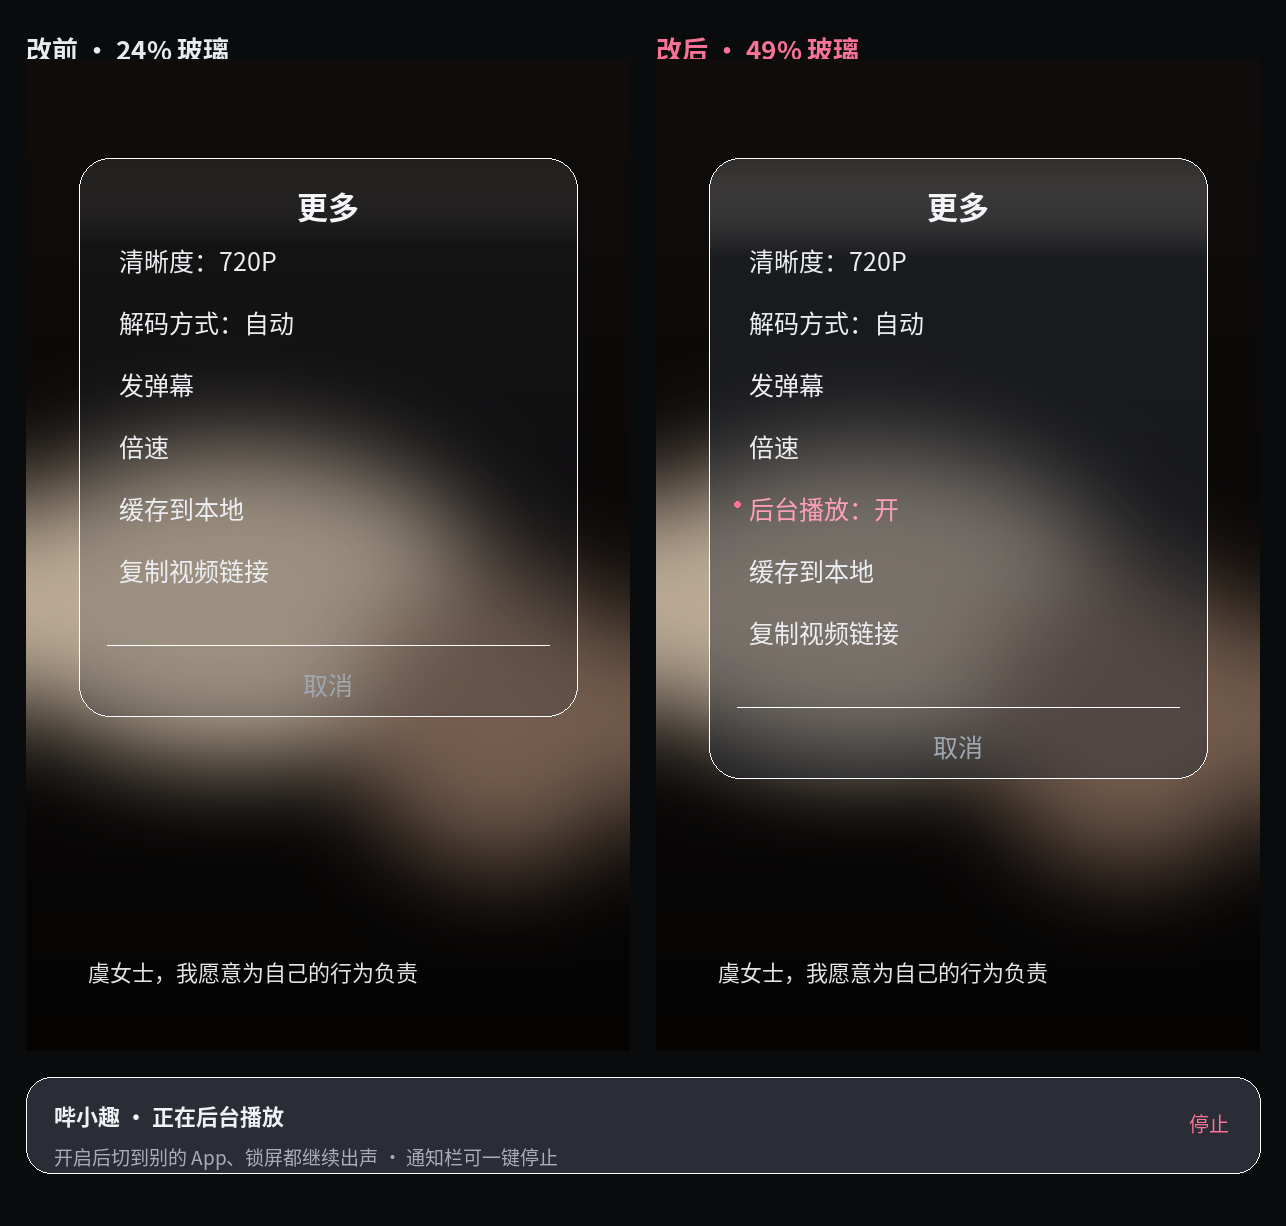 改前 · 24% 玻璃
更多
清晰度：720P
解码方式：自动
发弹幕
倍速
缓存到本地
复制视频链接
取消
虞女士，我愿意为自己的行为负责
改后 · 49% 玻璃
更多
清晰度：720P
解码方式：自动
发弹幕
倍速
• 后台播放：开
缓存到本地
复制视频链接
取消
虞女士，我愿意为自己的行为负责
哔小趣 · 正在后台播放
停止
开启后切到别的 App、锁屏都继续出声 · 通知栏可一键停止